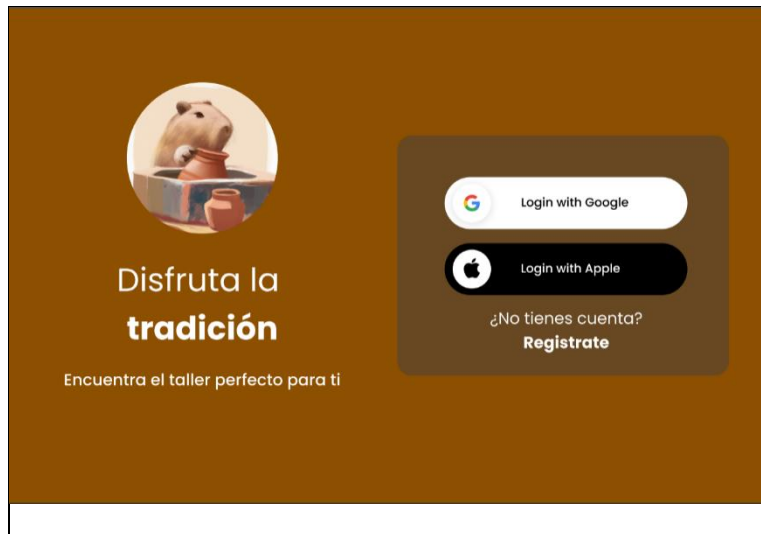 Disfruta la
tradición
Encuentra el taller perfecto para ti
Login with Google
Login with Apple
¿No tienes cuenta?
Registrate